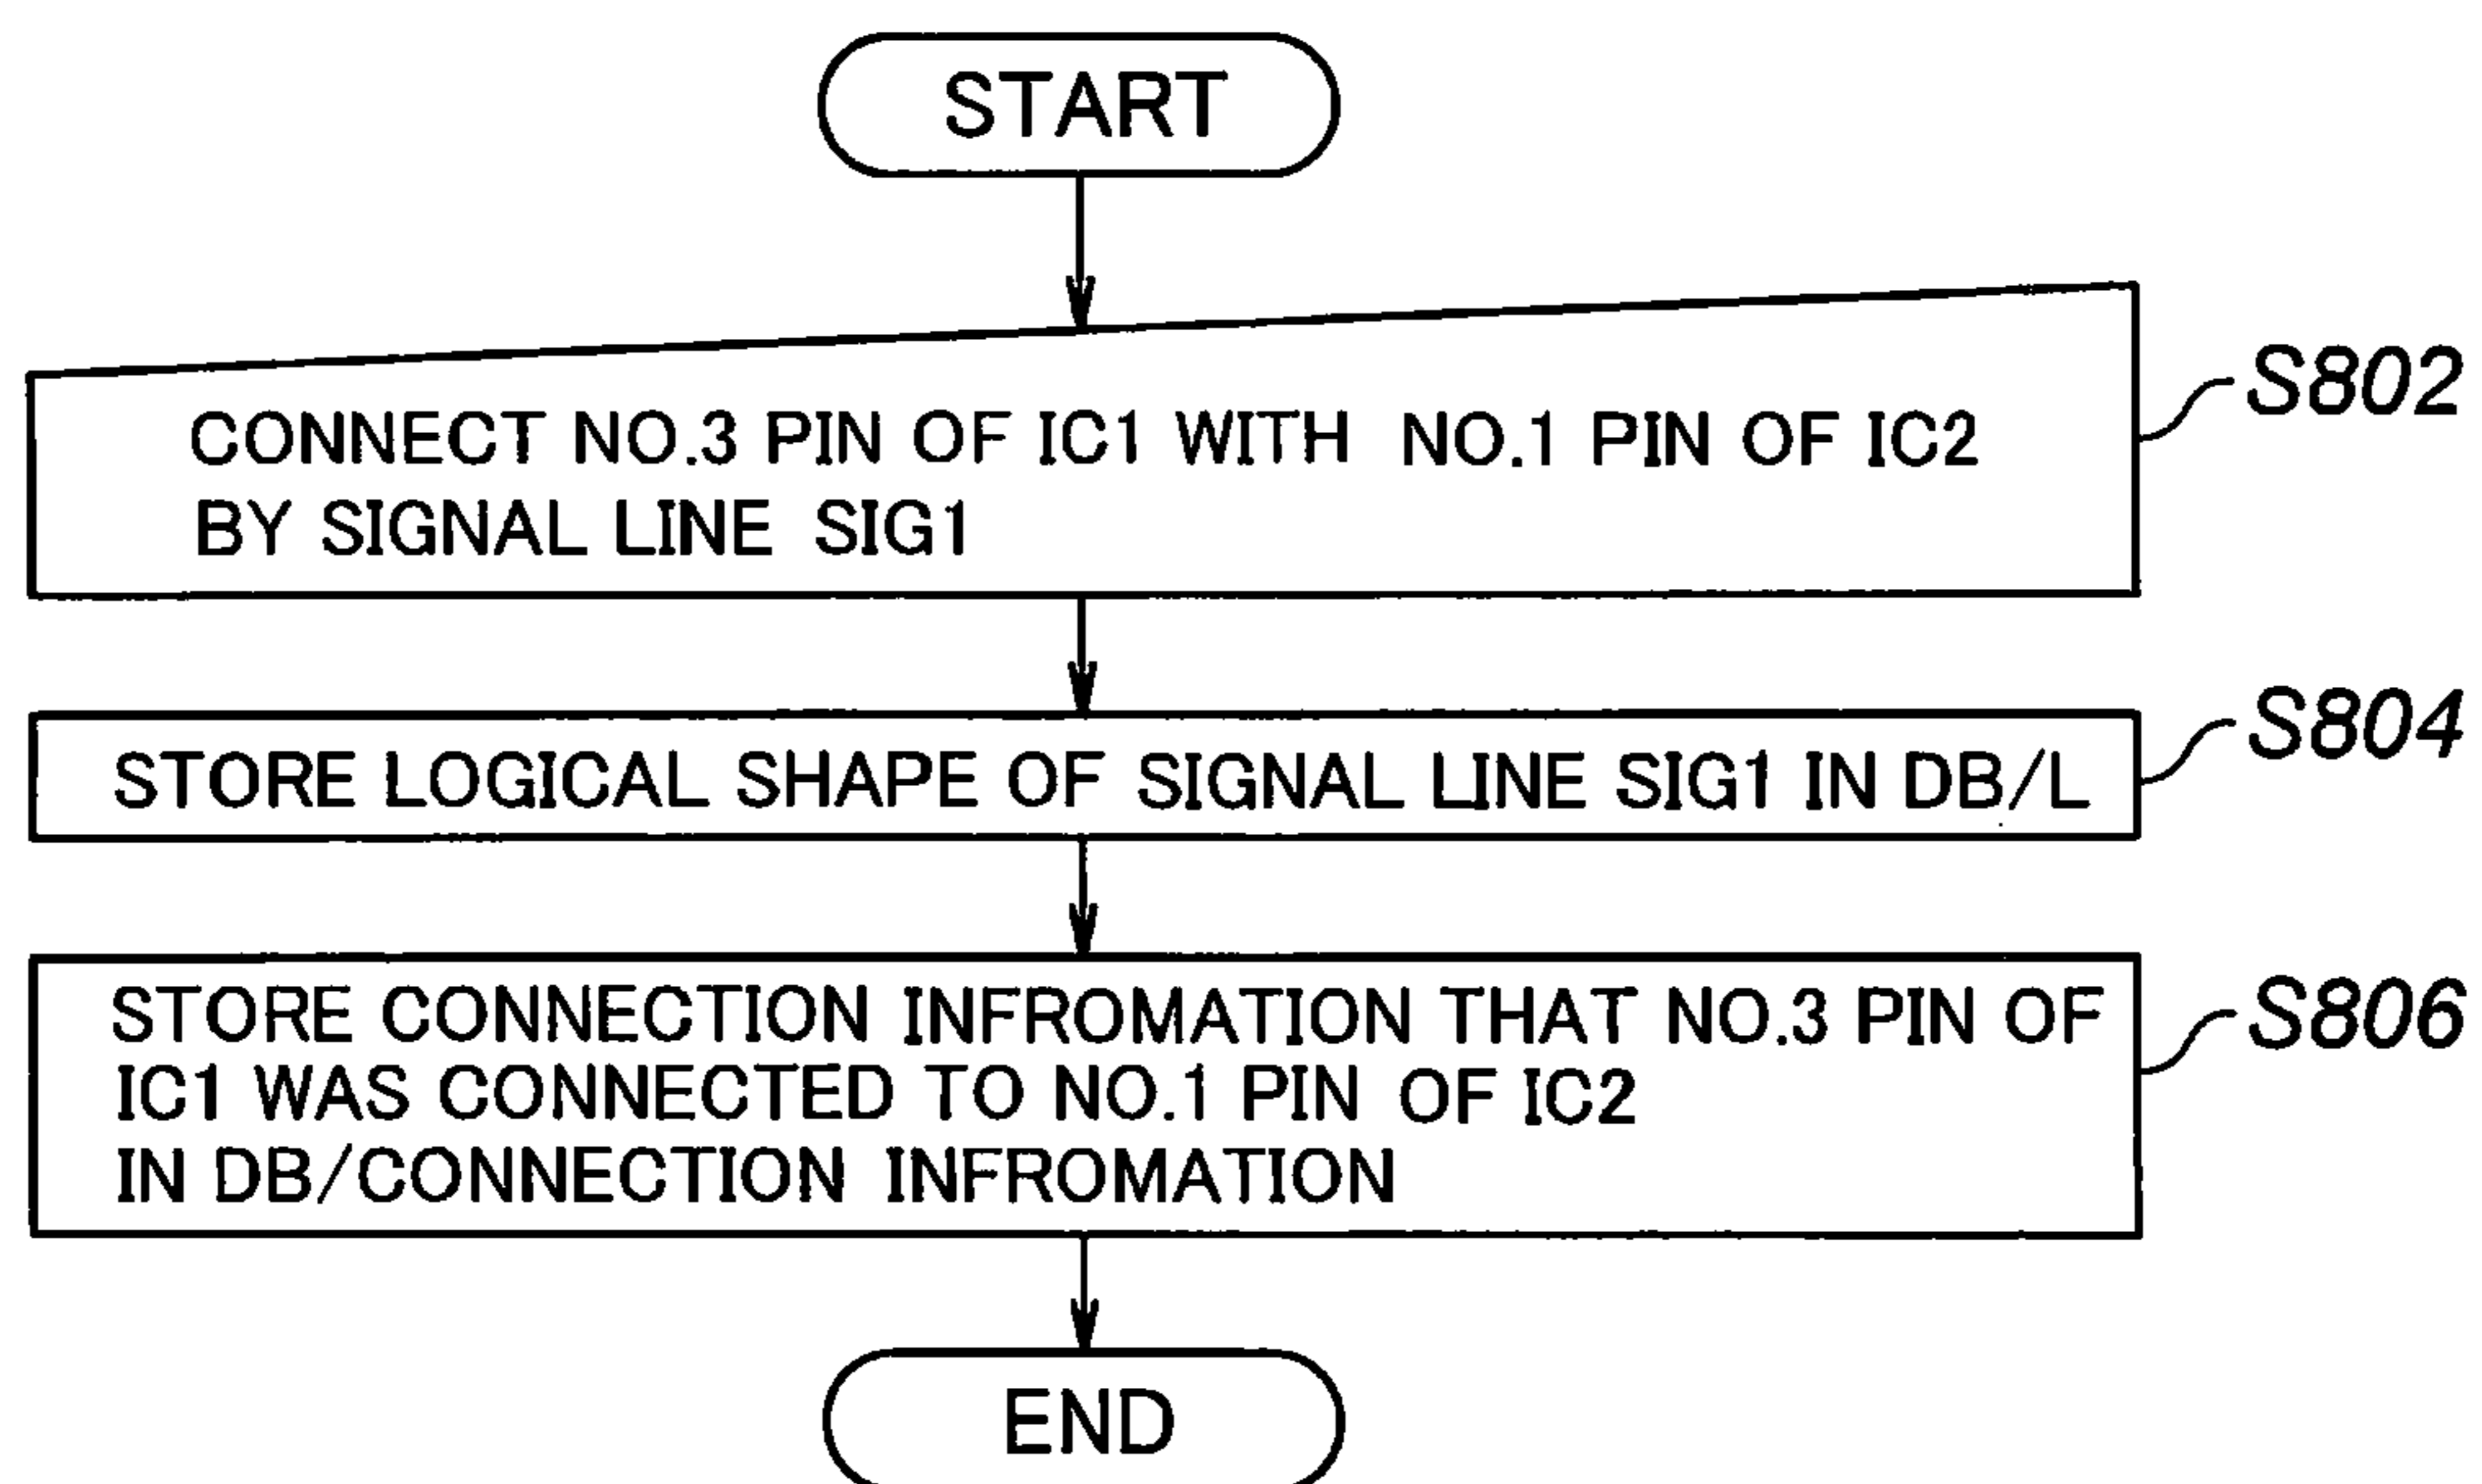 START
CONNECT NO.3 PIN OF IC1 WITH NO.1 PIN OF IC2
BY SIGNAL LINE SIG1
S802
STORE LOGICAL SHAPE OF SIGNAL LINE SIG1 IN DB/L
S804
STORE CONNECTION INFROMATION THAT NO.3 PIN OF
IC1 WAS CONNECTED TO NO.1 PIN OF IC2
IN DB/CONNECTION INFROMATION
S806
END